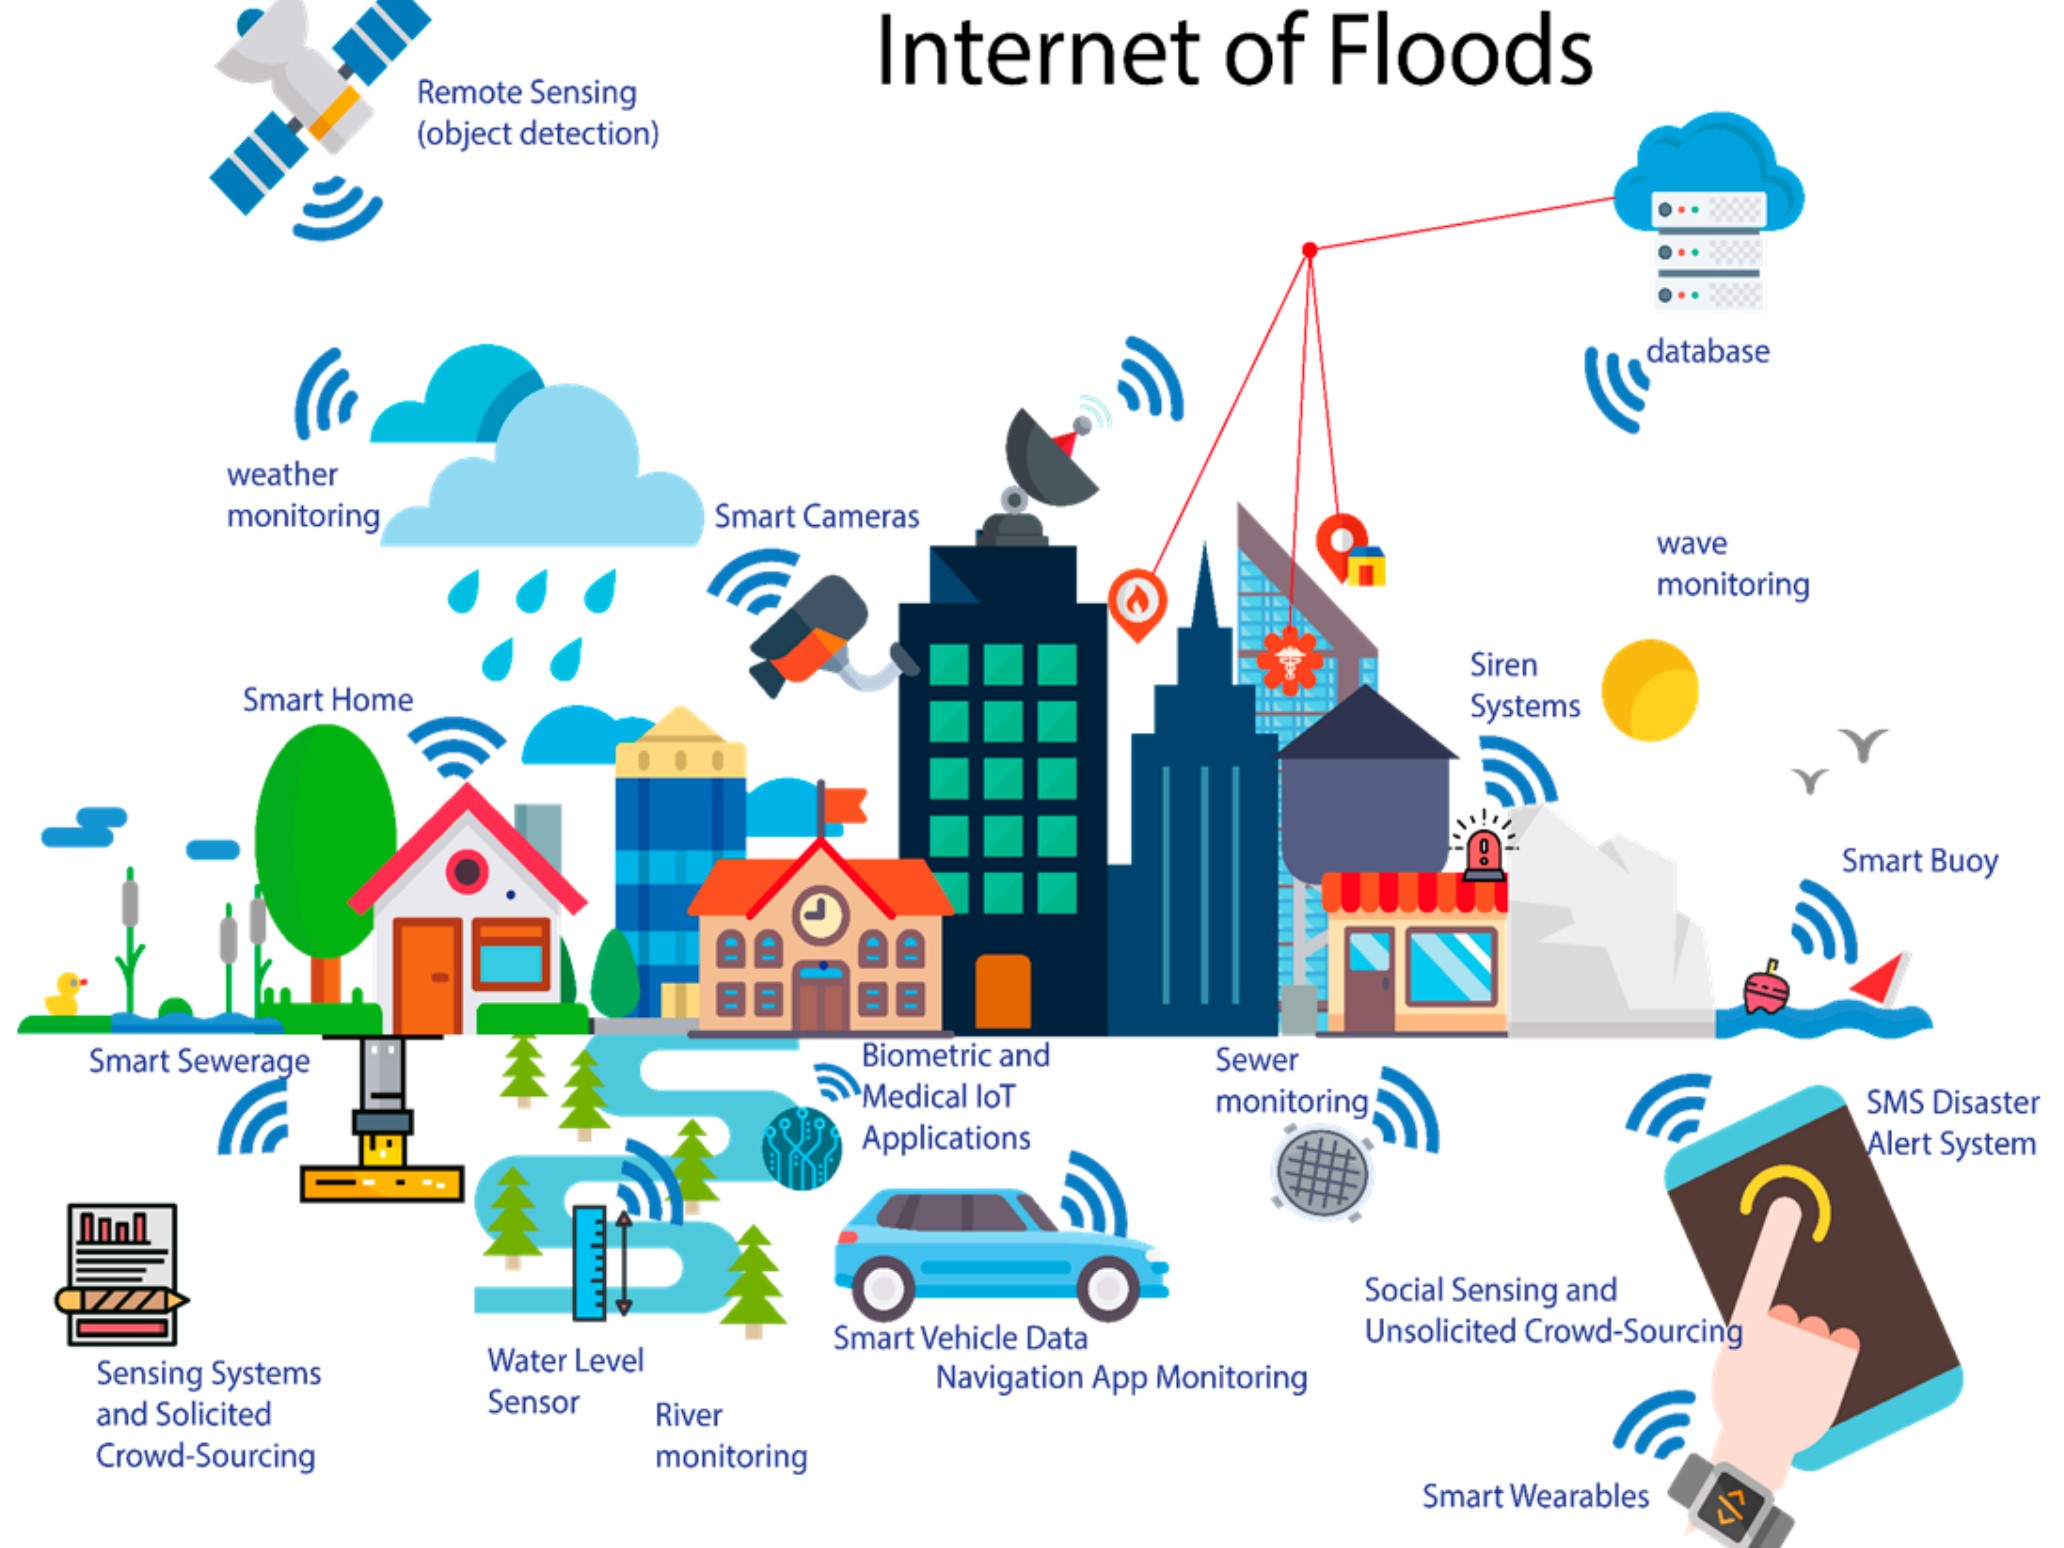 Internet of Floods
Remote Sensing
(object detection)
database
weather
monitoring
Smart Cameras
wave
monitoring
Siren
Systems
Smart Home
Smart Buoy
Smart Sewerage
Biometric and
Medical IoT
Applications
Sewer
monitoring
SMS Disaster
Alert System
Social Sensing and
Unsolicited Crowd-Sourcing
Smart Vehicle Data
Navigation App Monitoring
Water Level
Sensor
River
monitoring
Sensing Systems
and Solicited
Crowd-Sourcing
Smart Wearables